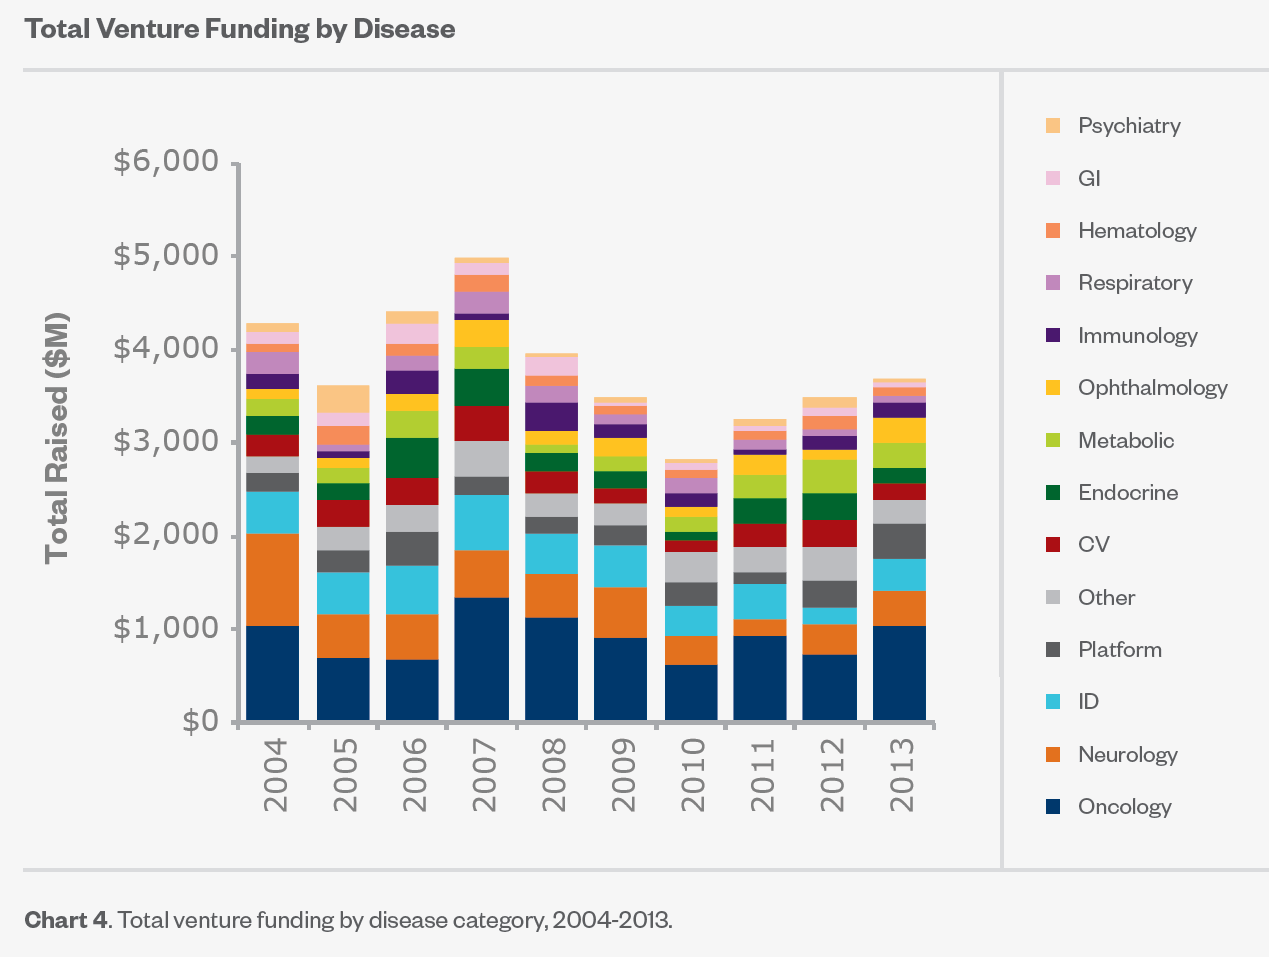 Total Venture Funding by Disease
Total Raised ($M)
$6,000
$5,000
$4,000
$3,000
$2,000
$1,000
$0
2004
2005
2006
2007
2008
2009
2010
2011
2012
2013
Psychiatry
GI
Hematology
Respiratory
Immunology
Ophthalmology
Metabolic
Endocrine
CV
Other
Platform
ID
Neurology
Oncology
Chart 4. Total venture funding by disease category, 2004-2013.